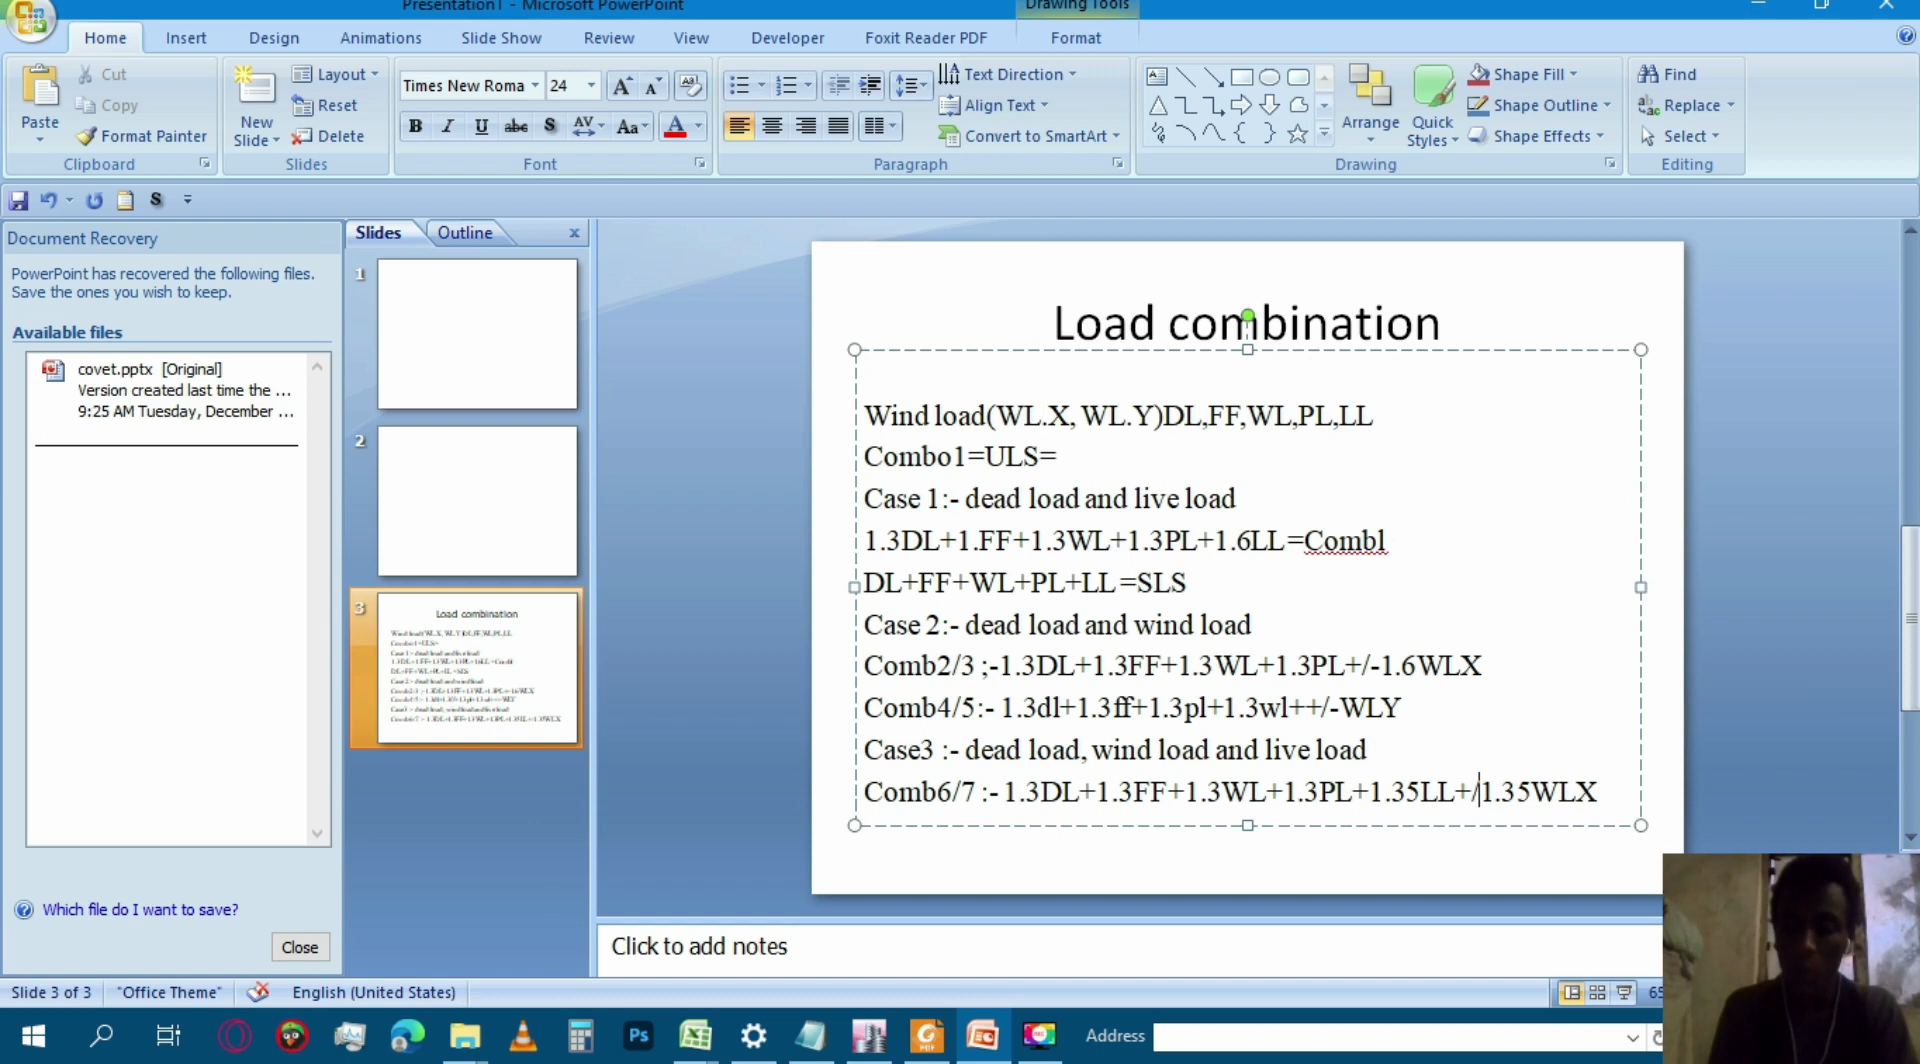 Presentation1 - Microsoft PowerPoint
Drawing Tools
Home Insert Design Animations Slide Show Review View Developer Foxit Reader PDF Format
Paste
Cut
Copy
Format Painter
Clipboard
New
Slide
Layout
Reset
Delete
Slides
Times New Roma 24
Font
Paragraph
Text Direction
Align Text
Convert to SmartArt
Arrange
Quick
Styles
Shape Fill
Shape Outline
Shape Effects
Drawing
Find
Replace
Select
Editing
Document Recovery
PowerPoint has recovered the following files.
Save the ones you wish to keep.
Available files
covet.pptx [Original]
Version created last time the ...
9:25 AM Tuesday, December ...
Which file do I want to save?
Close
Slides Outline
1
2
3
Load combination
Wind load(WL.X, WL.Y)DL,FF,WL,PL,LL
Combo1=ULS=
Case 1:- dead load and live load
1.3DL+1.FF+1.3WL+1.3PL+1.6LL=Combl
DL+FF+WL+PL+LL=SLS
Case 2:- dead load and wind load
Comb2/3 ;-1.3DL+1.3FF+1.3WL+1.3PL+/-1.6WLX
Comb4/5:- 1.3dl+1.3ff+1.3pl+1.3wl++/-WLY
Case3 :- dead load, wind load and live load
Comb6/7 :- 1.3DL+1.3FF+1.3WL+1.3PL+1.35LL+/1.35WLX
Click to add notes
Slide 3 of 3 "Office Theme" English (United States)
Address